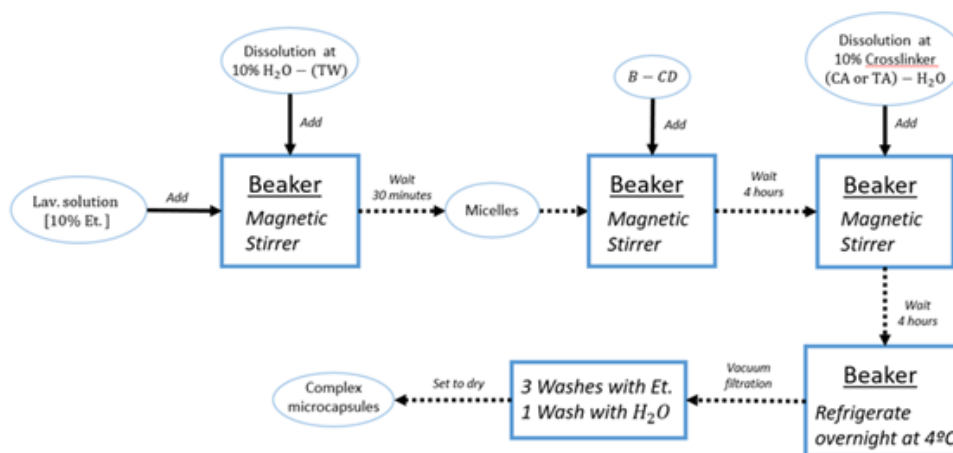 Dissolution at
10% H₂O − (TW)
Add
Lav. solution
[10% Et.]
Add
Beaker
Magnetic
Stirrer
Wait
30 minutes
Micelles
B − CD
Add
Beaker
Magnetic
Stirrer
Wait
4 hours
Dissolution at
10% Crosslinker
(CA or TA) − H₂O
Add
Beaker
Magnetic
Stirrer
Wait
4 hours
Beaker
Refrigerate
overnight at 4ºC
Vacuum
filtration
3 Washes with Et.
1 Wash with H₂O
Set to dry
Complex
microcapsules